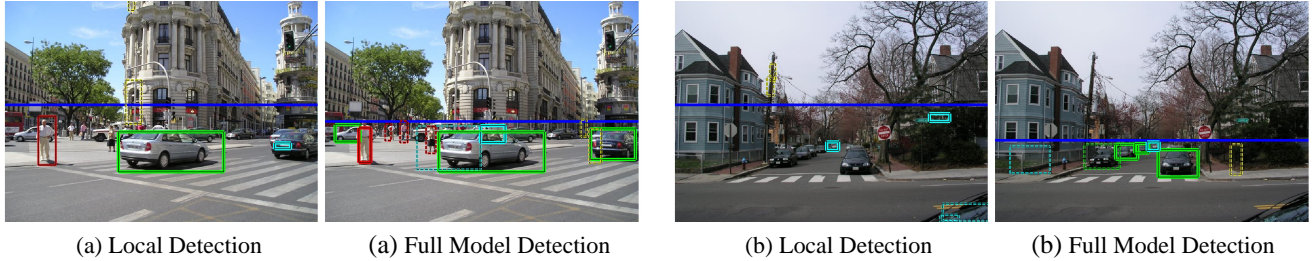 (a) Local Detection
(a) Full Model Detection
(b) Local Detection
(b) Full Model Detection